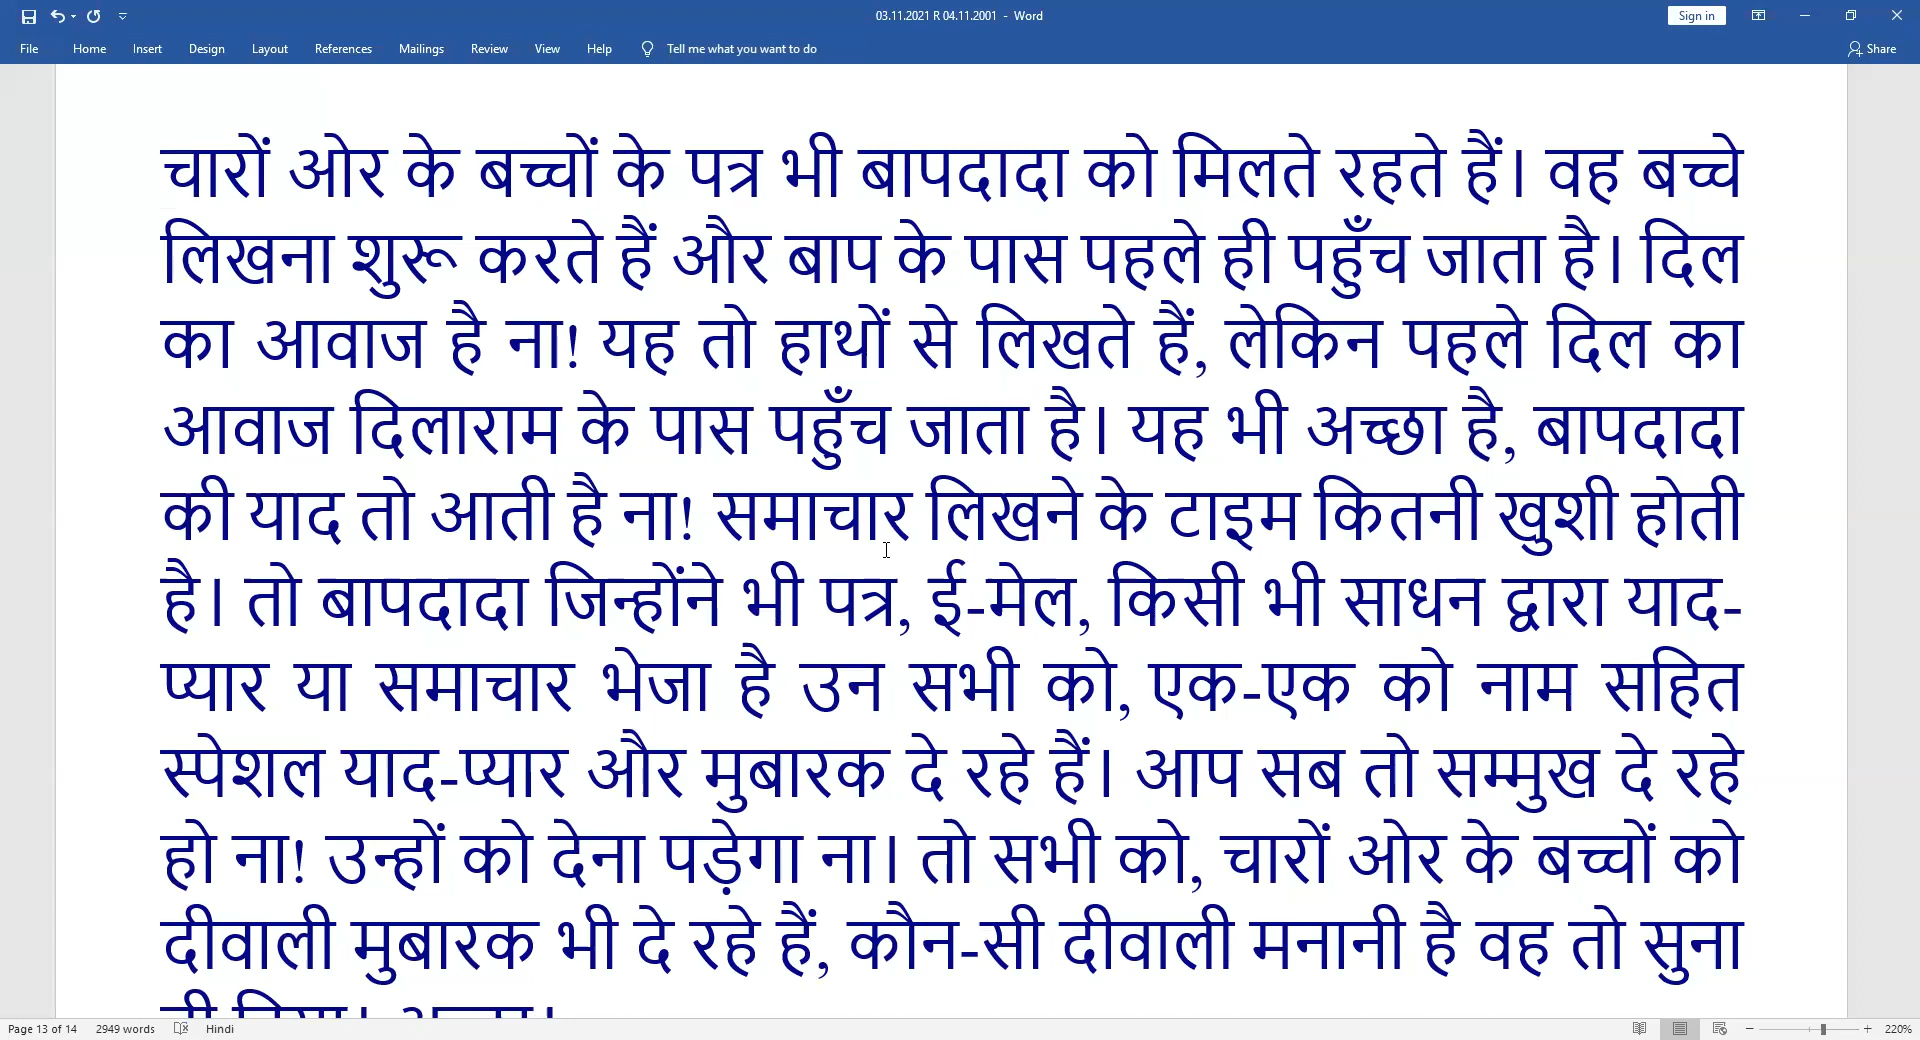 03.11.2021 R 04.11.2001 - Word
Sign in
File Home Insert Design Layout References Mailings Review View Help Tell me what you want to do Share
चारों ओर के बच्चों के पत्र भी बापदादा को मिलते रहते हैं। वह बच्चे
लिखना शुरू करते हैं और बाप के पास पहले ही पहुँच जाता है। दिल
का आवाज है ना! यह तो हाथों से लिखते हैं, लेकिन पहले दिल का
आवाज दिलाराम के पास पहुँच जाता है। यह भी अच्छा है, बापदादा
की याद तो आती है ना! समाचार लिखने के टाइम कितनी खुशी होती
है। तो बापदादा जिन्होंने भी पत्र, ई-मेल, किसी भी साधन द्वारा याद-
प्यार या समाचार भेजा है उन सभी को, एक-एक को नाम सहित
स्पेशल याद-प्यार और मुबारक दे रहे हैं। आप सब तो सम्मुख दे रहे
हो ना! उन्हों को देना पड़ेगा ना। तो सभी को, चारों ओर के बच्चों को
दीवाली मुबारक भी दे रहे हैं, कौन-सी दीवाली मनानी है वह तो सुना
Page 13 of 14 2949 words Hindi 220%